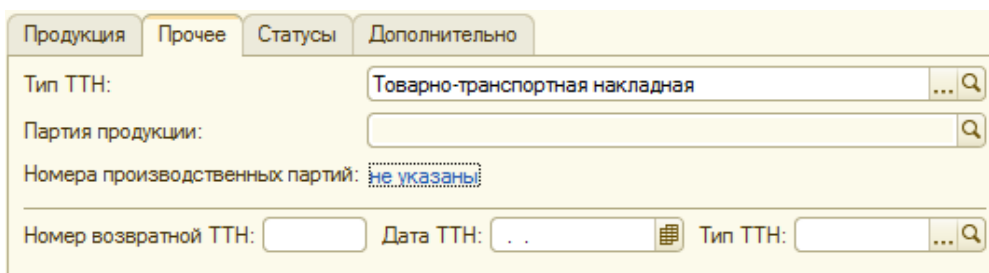 Продукция Прочее Статусы Дополнительно
Тип ТТН: Товарно-транспортная накладная ...
Партия продукции:
Номера производственных партий: не указаны
Номер возвратной ТТН: Дата ТТН: . . Тип ТТН: ...